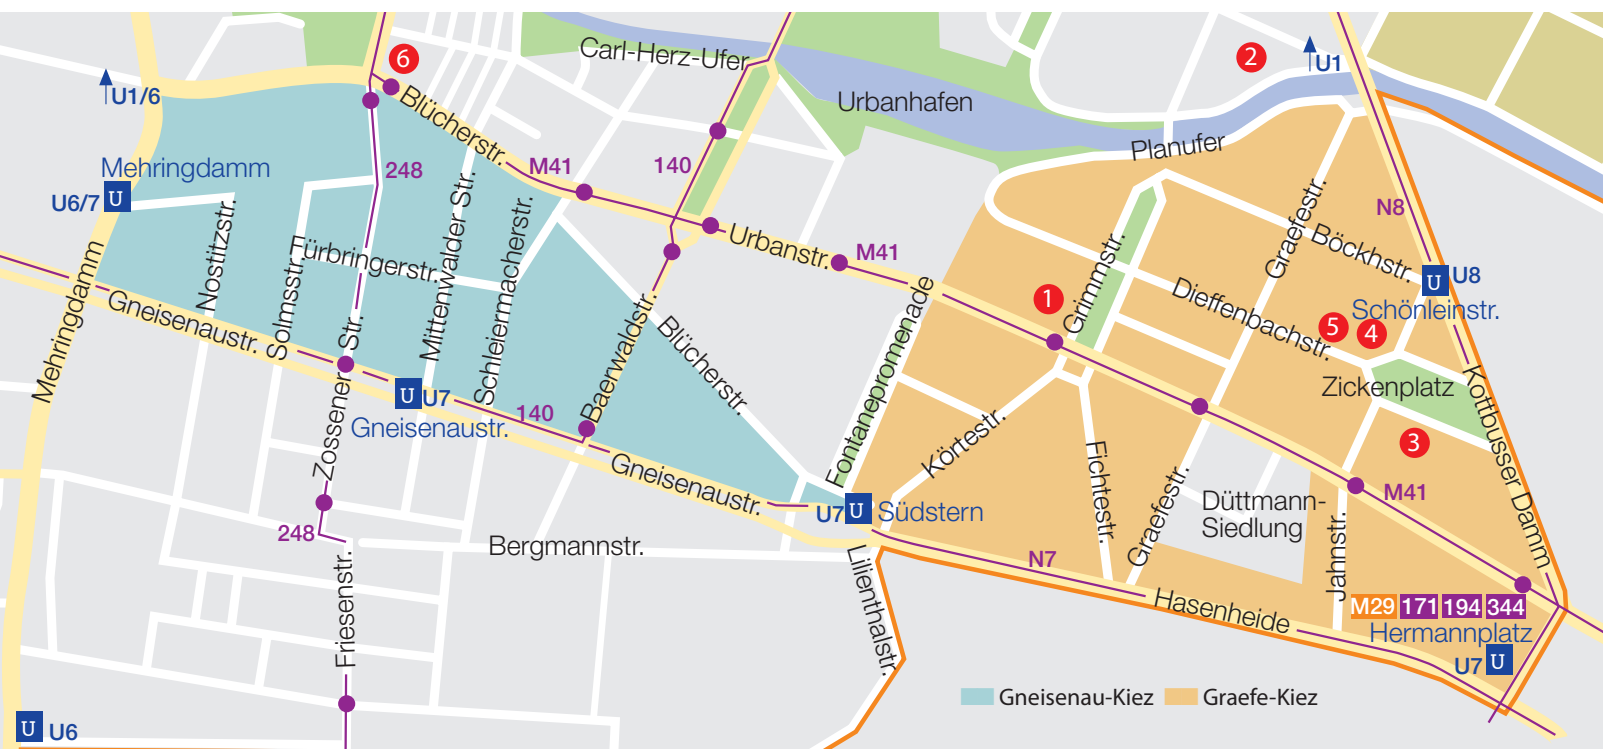 6
Carl-Herz-Ufer
2
U1
U1/6
Blücherstr.
Urbanhafen
Planufer
Mehringdamm
U6/7
U
248
M41
140
N8
Nostitzstr.
Solmsstr.
Fürbringerstr.
Mittenwalder Str.
Schleiermacherstr.
Urbanstr.
M41
Graefestr.
Böckhstr.
U
U8
Schönleinstr.
Grimmstr.
Dieffenbachstr.
1
5
4
Mehringdamm
Gneisenaustr.
Zossener Str.
Baerwaldstr.
Blücherstr.
Fontanepromenade
Zickenplatz
Kottbusser Damm
U
U7
Gneisenaustr.
140
Körtestr.
3
Gneisenaustr.
Fichtestr.
Graefestr.
M41
Düttmann-
Siedlung
Jahnstr.
U7
U
Südstern
248
Bergmannstr.
Friesenstr.
Lilienthalstr.
N7
Hasenheide
M29
171
194
344
Hermannplatz
U7
U
Gneisenau-Kiez
Graefe-Kiez
U
U6